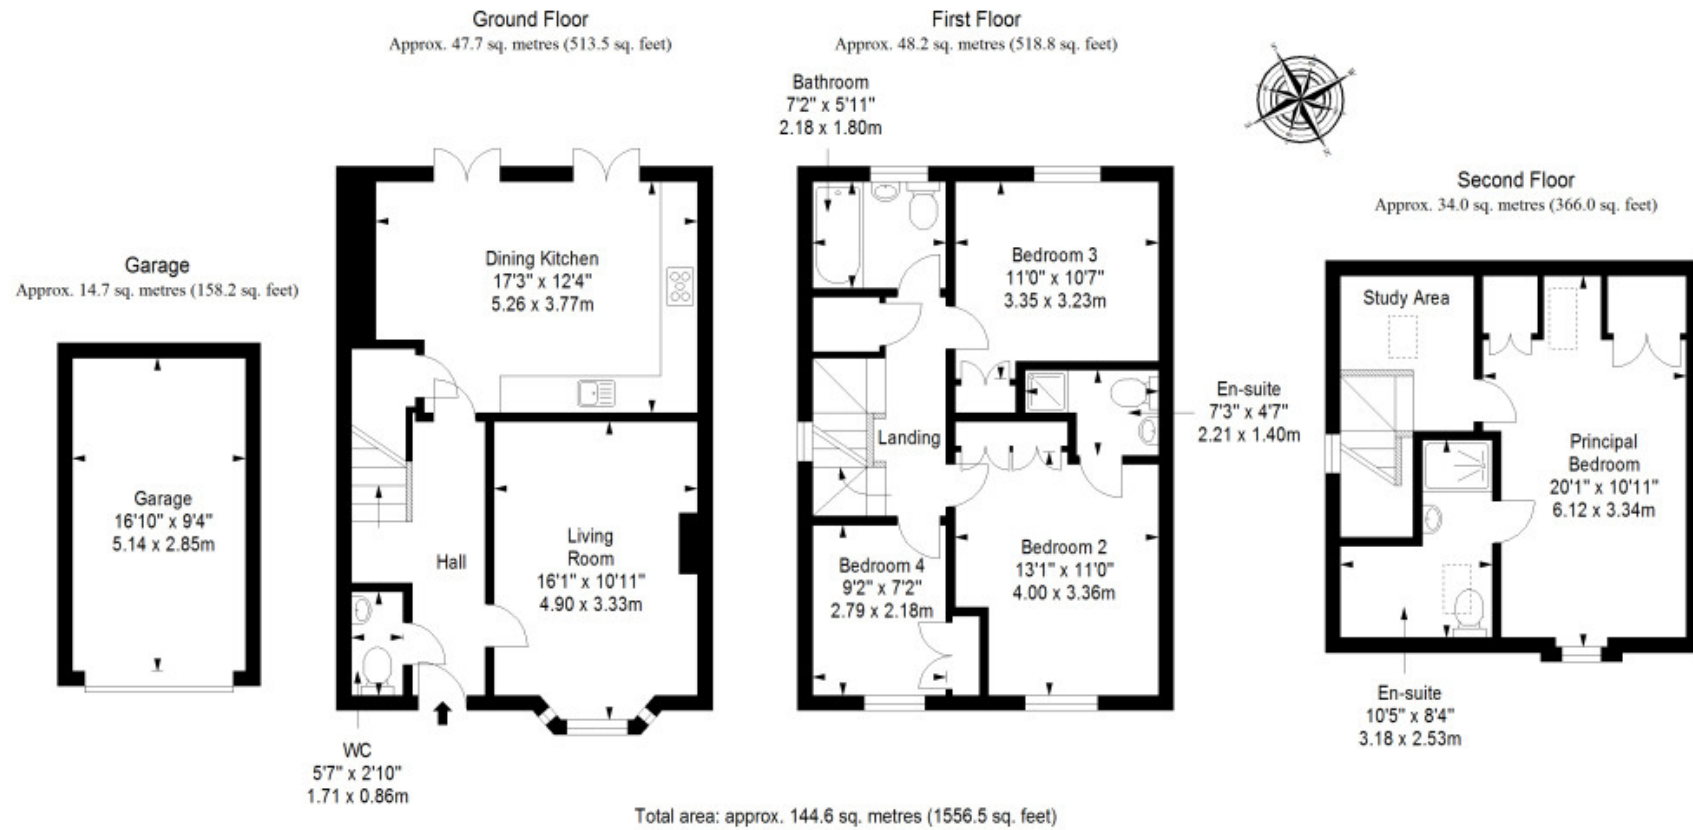 Ground Floor
Approx. 47.7 sq. metres (513.5 sq. feet)
First Floor
Approx. 48.2 sq. metres (518.8 sq. feet)
Bathroom
7'2" x 5'11"
2.18 x 1.80m
Second Floor
Approx. 34.0 sq. metres (366.0 sq. feet)
Garage
Approx. 14.7 sq. metres (158.2 sq. feet)
Dining Kitchen
17'3" x 12'4"
5.26 x 3.77m
Bedroom 3
11'0" x 10'7"
3.35 x 3.23m
Study Area
En-suite
7'3" x 4'7"
2.21 x 1.40m
Landing
Principal
Bedroom
20'1" x 10'11"
6.12 x 3.34m
Garage
16'10" x 9'4"
5.14 x 2.85m
Hall
Living
Room
16'1" x 10'11"
4.90 x 3.33m
Bedroom 4
9'2" x 7'2"
2.79 x 2.18m
Bedroom 2
13'1" x 11'0"
4.00 x 3.36m
En-suite
10'5" x 8'4"
3.18 x 2.53m
WC
5'7" x 2'10"
1.71 x 0.86m
Total area: approx. 144.6 sq. metres (1556.5 sq. feet)